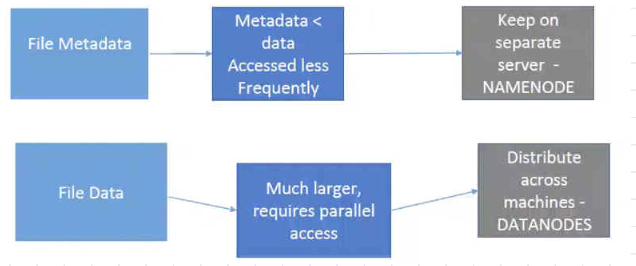 File Metadata
Metadata <
data
Accessed less
Frequently
Keep on
separate
server -
NAMENODE
File Data
Much larger,
requires parallel
access
Distribute
across
machines -
DATANODES